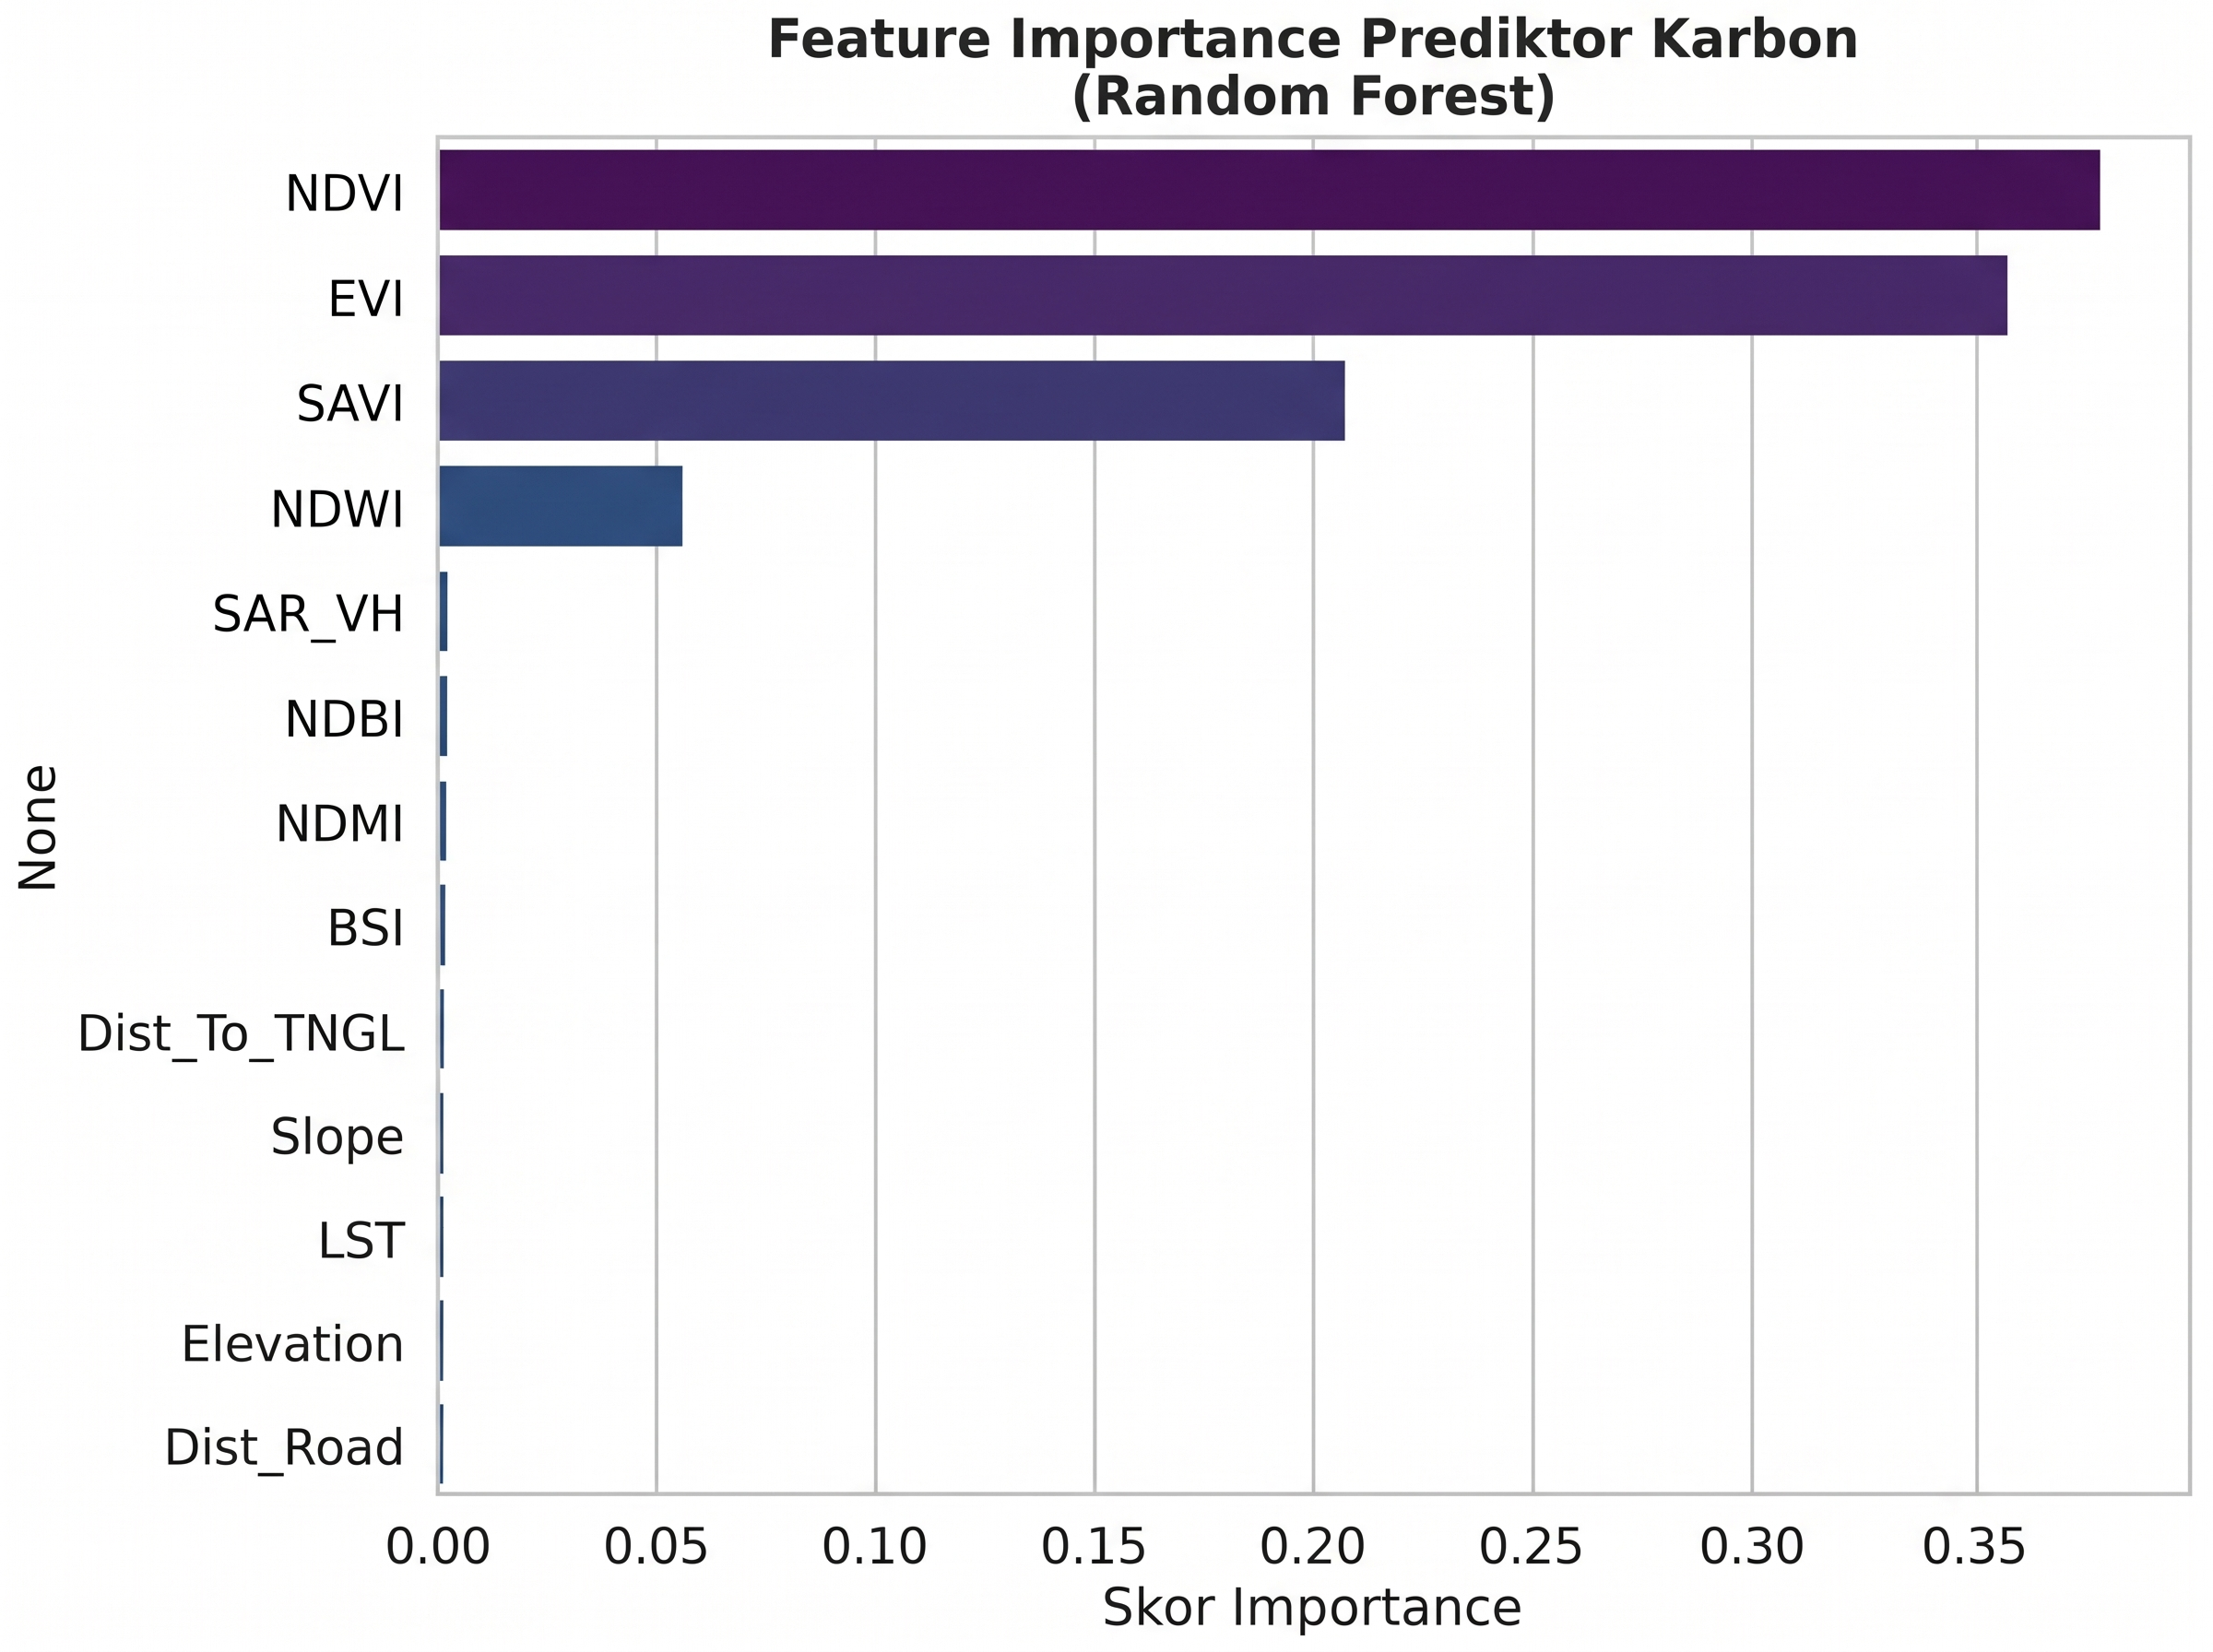 Feature Importance Prediktor Karbon
(Random Forest)
NDVI
EVI
SAVI
NDWI
SAR_VH
NDBI
NDMI
BSI
Dist_To_TNGL
Slope
LST
Elevation
Dist_Road
None
0.00 0.05 0.10 0.15 0.20 0.25 0.30 0.35
Skor Importance